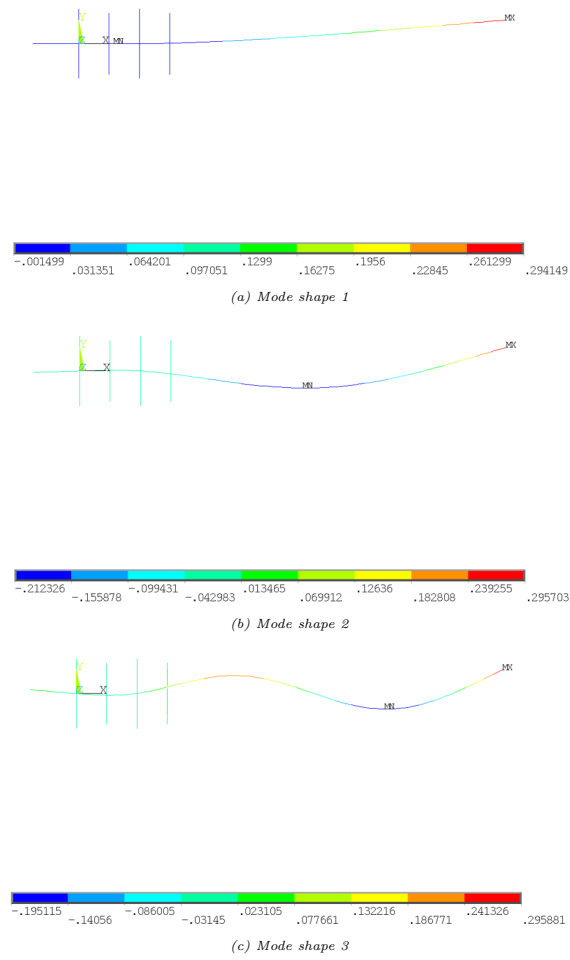 Y
MX
Z X MN
-.001499 .064201 .1299 .1956 .261299
.031351 .097051 .16275 .22845 .294149
(a) Mode shape 1
Y
MX
X
MN
-.212326 -.099431 .013465 .12636 .239255
-.155878 -.042983 .069912 .182808 .295703
(b) Mode shape 2
Y
MX
X
MN
-.195115 -.086005 .023105 .132216 .241326
-.14056 -.03145 .077661 .186771 .295881
(c) Mode shape 3